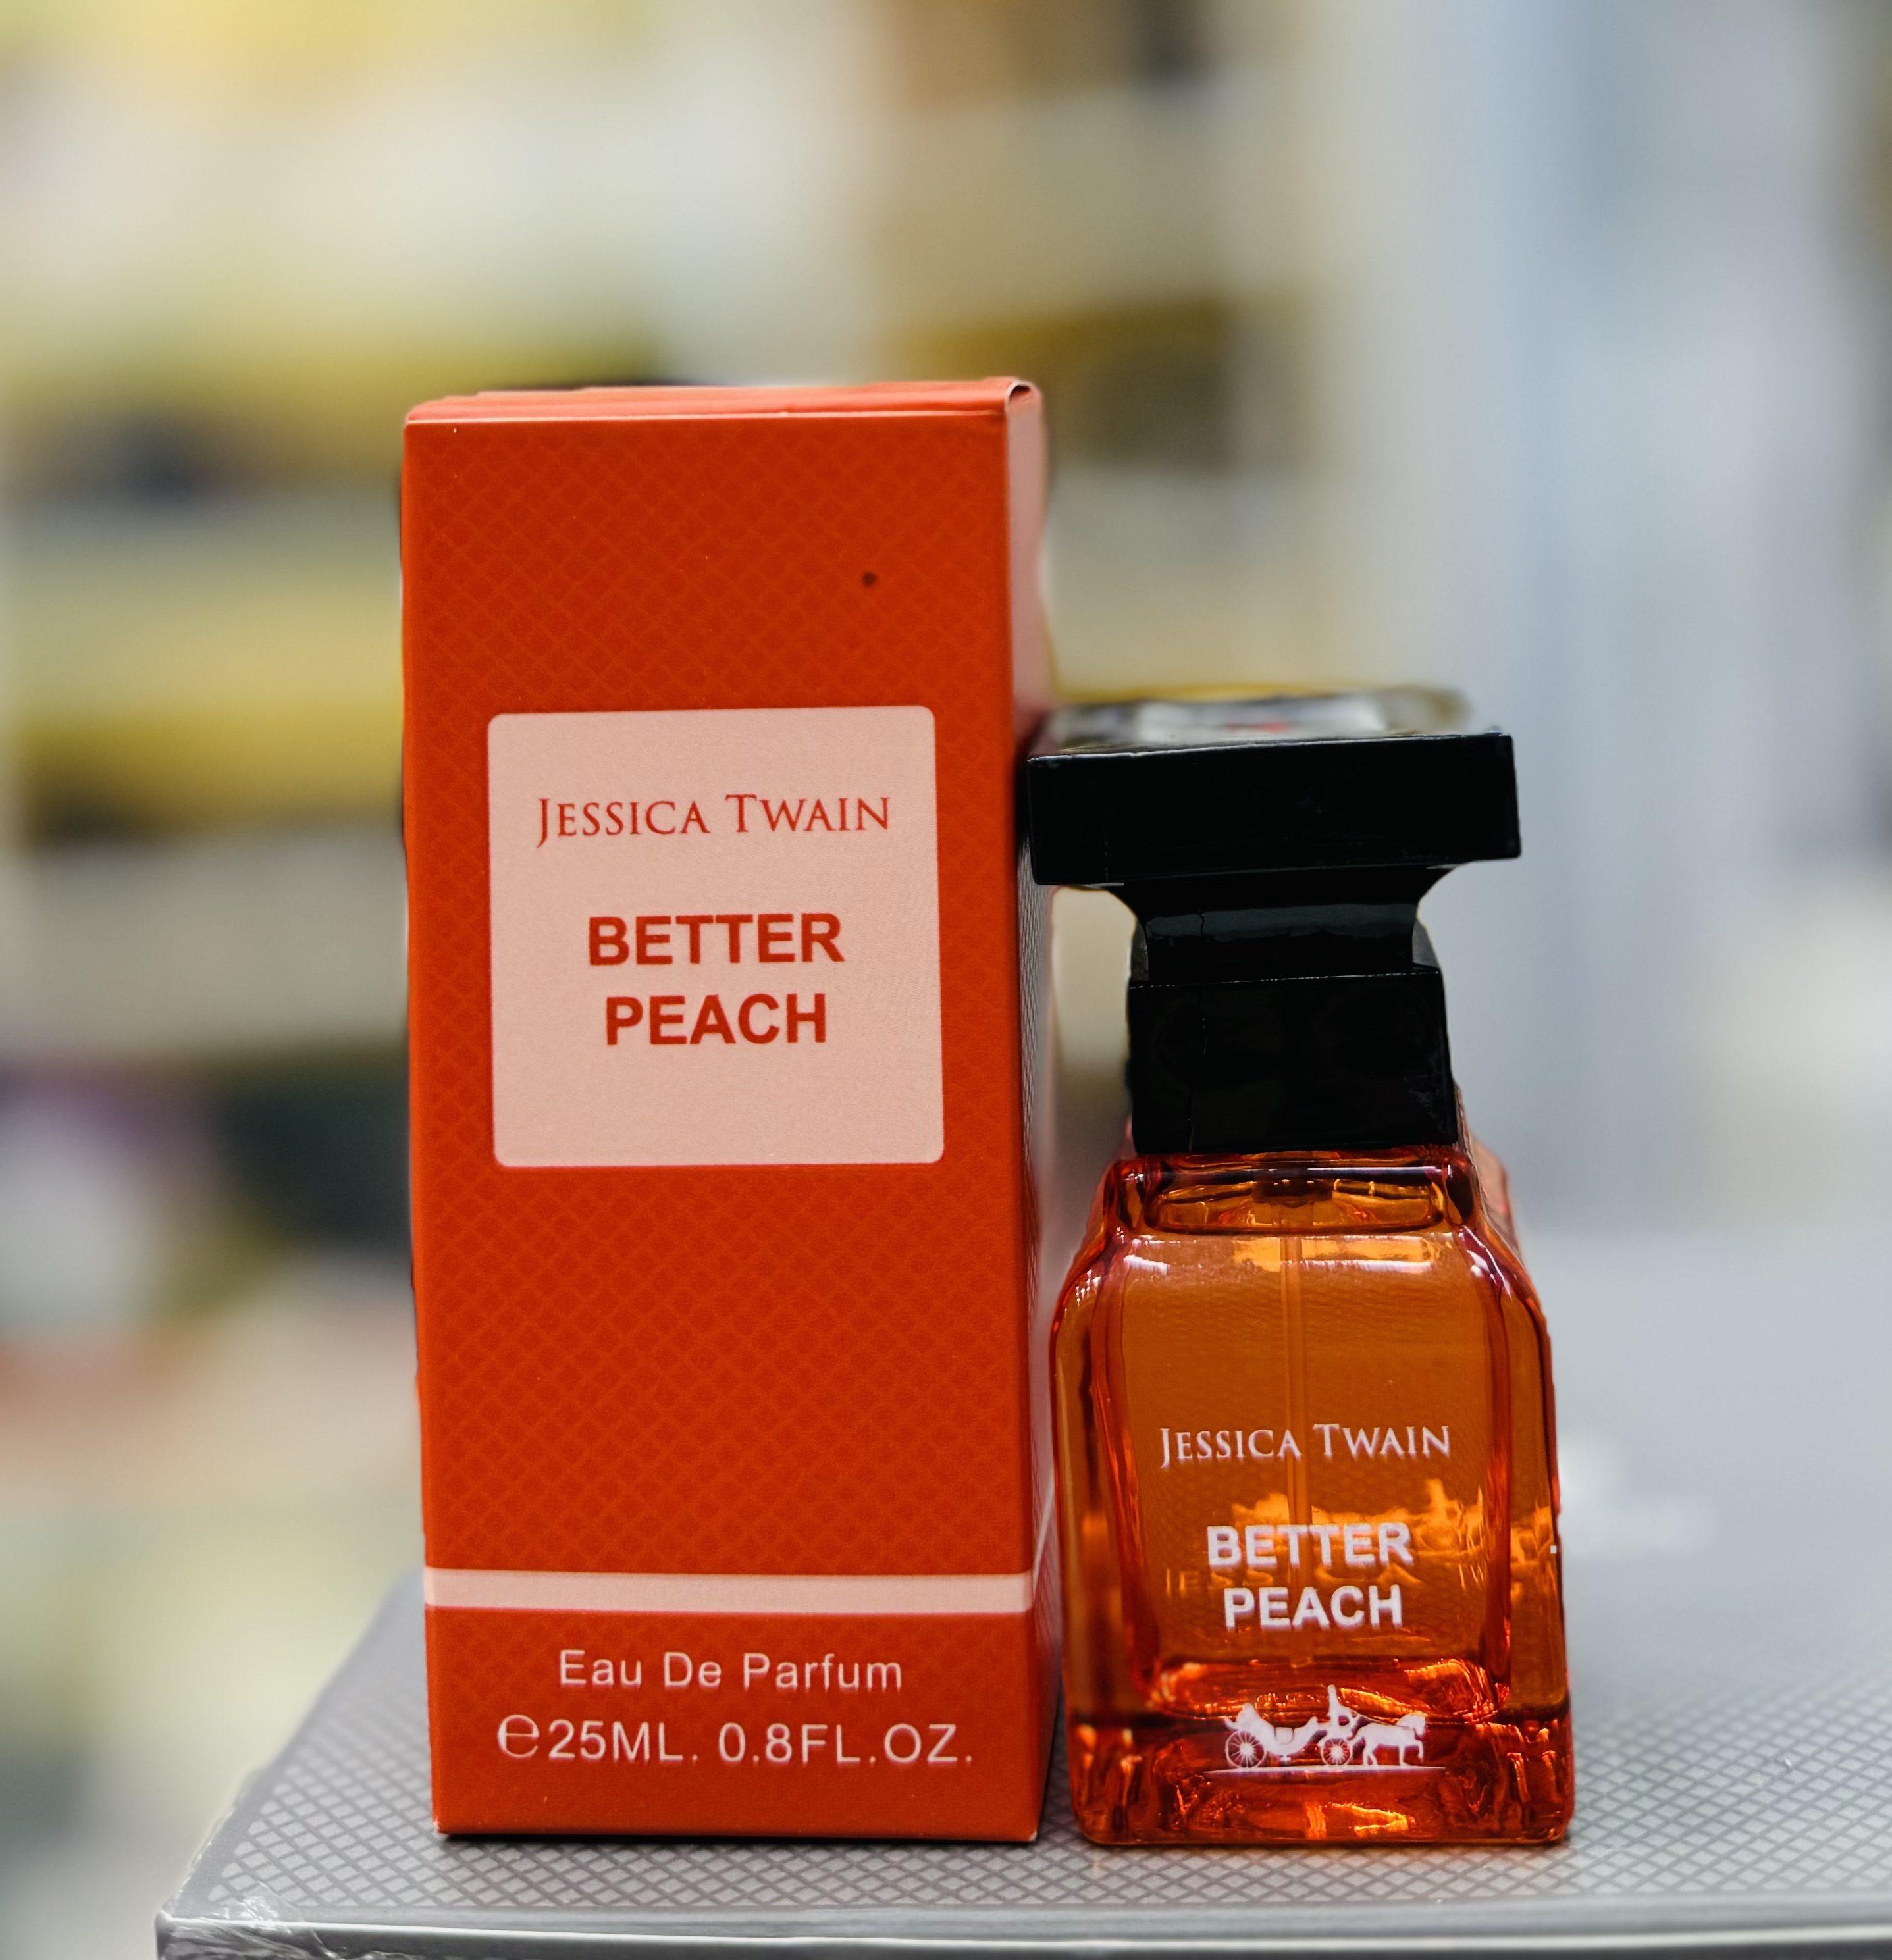 JESSICA TWAIN
BETTER
PEACH
Eau De Parfum
℮25ML. 0.8FL.OZ.
JESSICA TWAIN
BETTER
PEACH